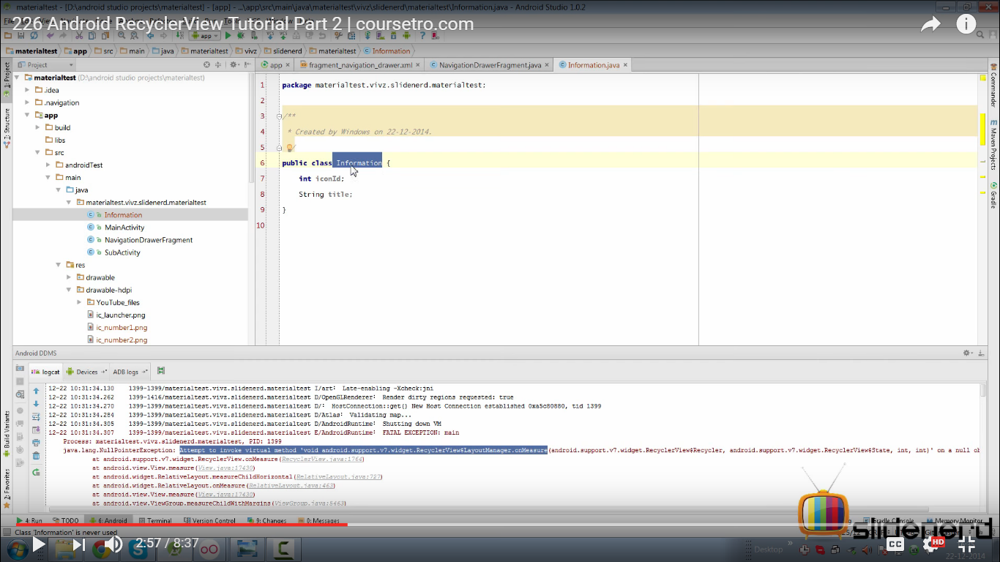 materialtest - [D:\android studio projects\materialtest] - [app] - ...\app\src\main\java\materialtest\vivz\slidenerd\materialtest\Information.java - Android Studio 1.0.2
226 Android RecyclerView Tutorial Part 2 | coursetro.com
app
materialtest app src main java materialtest vivz slidenerd materialtest Information
Project
app fragment_navigation_drawer.xml NavigationDrawerFragment.java Information.java
1: Project
2: Structure
Build Variants
2: Favorites
Commander
Maven Projects
Gradle
materialtest (D:\android studio projects\materialtest)
.idea
.navigation
app
build
libs
src
androidTest
main
java
materialtest.vivz.slidenerd.materialtest
Information
MainActivity
NavigationDrawerFragment
SubActivity
res
drawable
drawable-hdpi
YouTube_files
ic_launcher.png
ic_number1.png
ic_number2.png
1 package materialtest.vivz.slidenerd.materialtest;
2
3 /**
4 * Created by Windows on 22-12-2014.
5 /
6 public class Information {
7 int iconId;
8 String title;
9 }
10
Android DDMS
logcat Devices ADB logs
12-22 10:31:34.130 1399-1399/materialtest.vivz.slidenerd.materialtest I/art: Late-enabling -Xcheck:jni
12-22 10:31:34.262 1399-1416/materialtest.vivz.slidenerd.materialtest D/OpenGLRenderer: Render dirty regions requested: true
12-22 10:31:34.270 1399-1399/materialtest.vivz.slidenerd.materialtest D/: HostConnection::get() New Host Connection established 0xa5c80880, tid 1399
12-22 10:31:34.284 1399-1399/materialtest.vivz.slidenerd.materialtest D/Atlas: Validating map...
12-22 10:31:34.305 1399-1399/materialtest.vivz.slidenerd.materialtest D/AndroidRuntime: Shutting down VM
12-22 10:31:34.307 1399-1399/materialtest.vivz.slidenerd.materialtest E/AndroidRuntime: FATAL EXCEPTION: main
Process: materialtest.vivz.slidenerd.materialtest, PID: 1399
java.lang.NullPointerException: Attempt to invoke virtual method 'void android.support.v7.widget.RecyclerView$LayoutManager.onMeasure(android.support.v7.widget.RecyclerView$Recycler, android.support.v7.widget.RecyclerView$State, int, int)' on a null ob
at android.support.v7.widget.RecyclerView.onMeasure(RecyclerView.java:1764)
at android.view.View.measure(View.java:17430)
at android.widget.RelativeLayout.measureChildHorizontal(RelativeLayout.java:727)
at android.widget.RelativeLayout.onMeasure(RelativeLayout.java:463)
at android.view.View.measure(View.java:17430)
at android.view.ViewGroup.measureChildWithMargins(ViewGroup.java:5463)
4: Run TODO 6: Android Terminal Version Control 9: Changes 0: Messages Gradle Console Memory Monitor
Class 'Information' is never used
slidenerd
2:57 / 8:37
CC HD
Desktop
22-12-2014